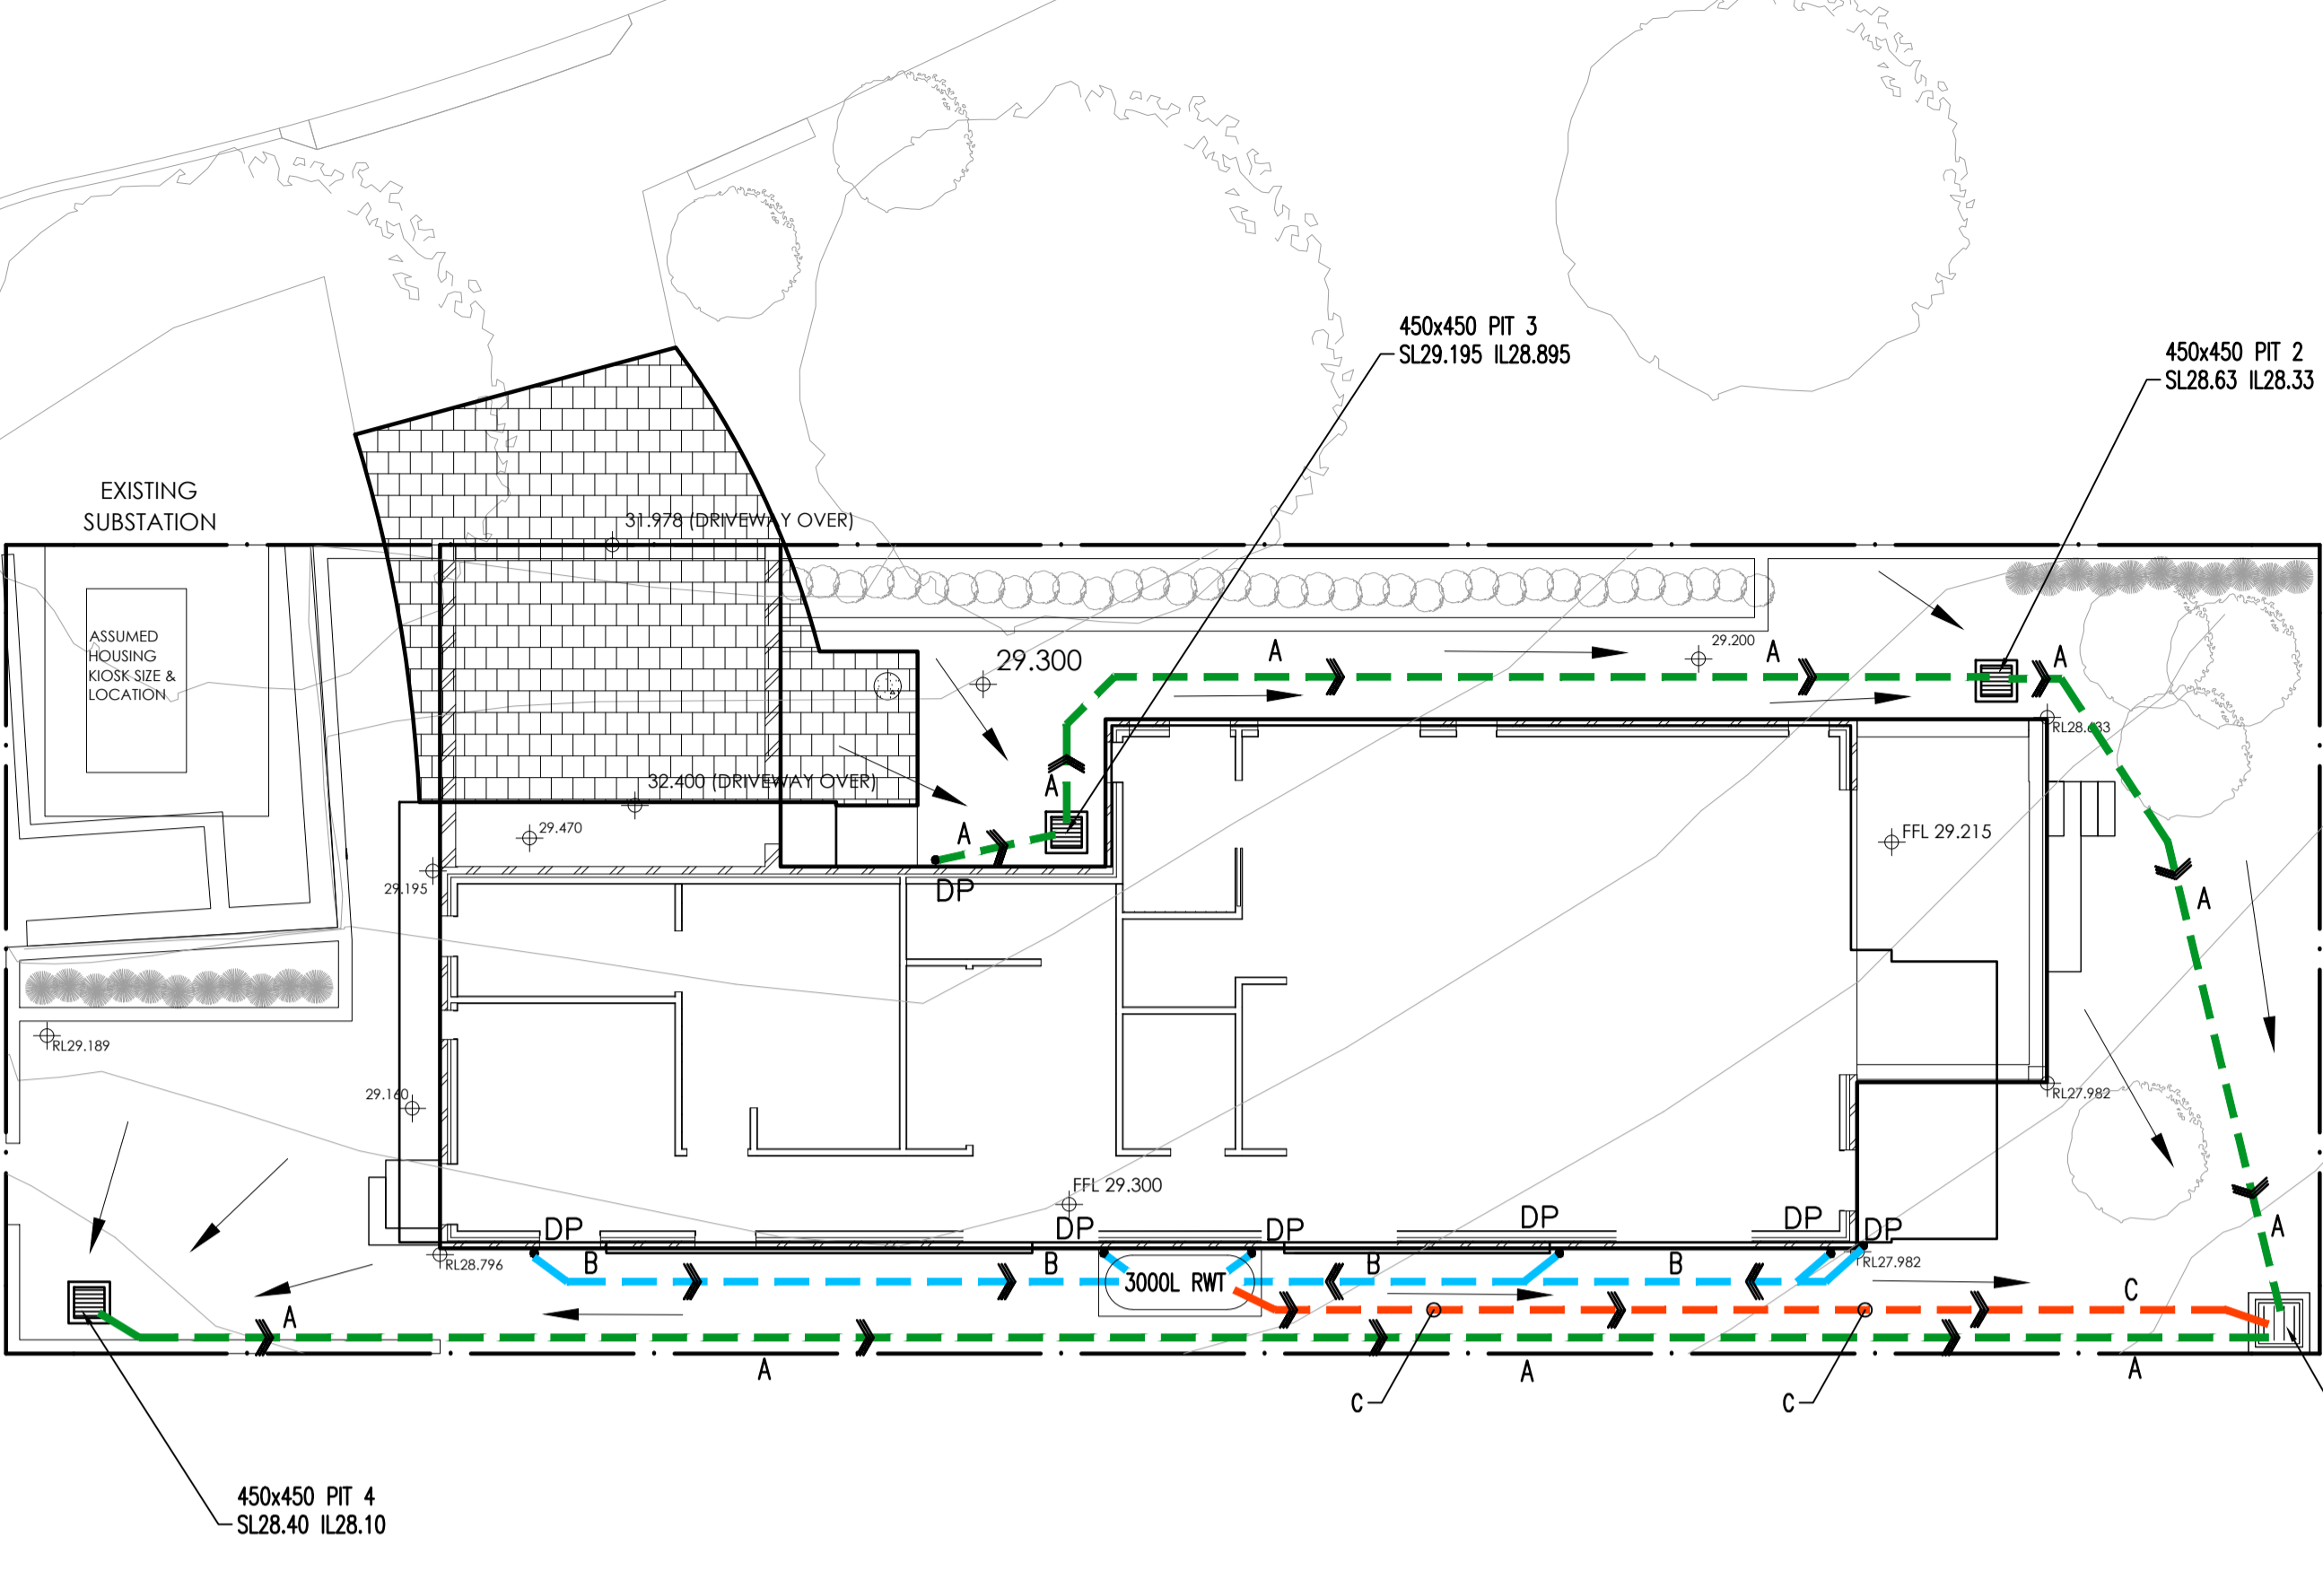 450x450 PIT 3
SL29.195 IL28.895
450x450 PIT 2
SL28.63 IL28.33
EXISTING
SUBSTATION
31.978 (DRIVEWAY OVER)
ASSUMED
HOUSING
KIOSK SIZE &
LOCATION
29.300
A
29.200
A
A
RL28.633
32.400 (DRIVEWAY OVER)
A
29.470
A
FFL 29.215
29.195
DP
A
RL29.189
29.160
RL27.982
FFL 29.300
DP
DP
DP
DP
DP
DP
A
RL28.796
B
B
B
B
RL27.982
3000L RWT
C
A
A
A
A
C
C
450x450 PIT 4
SL28.40 IL28.10